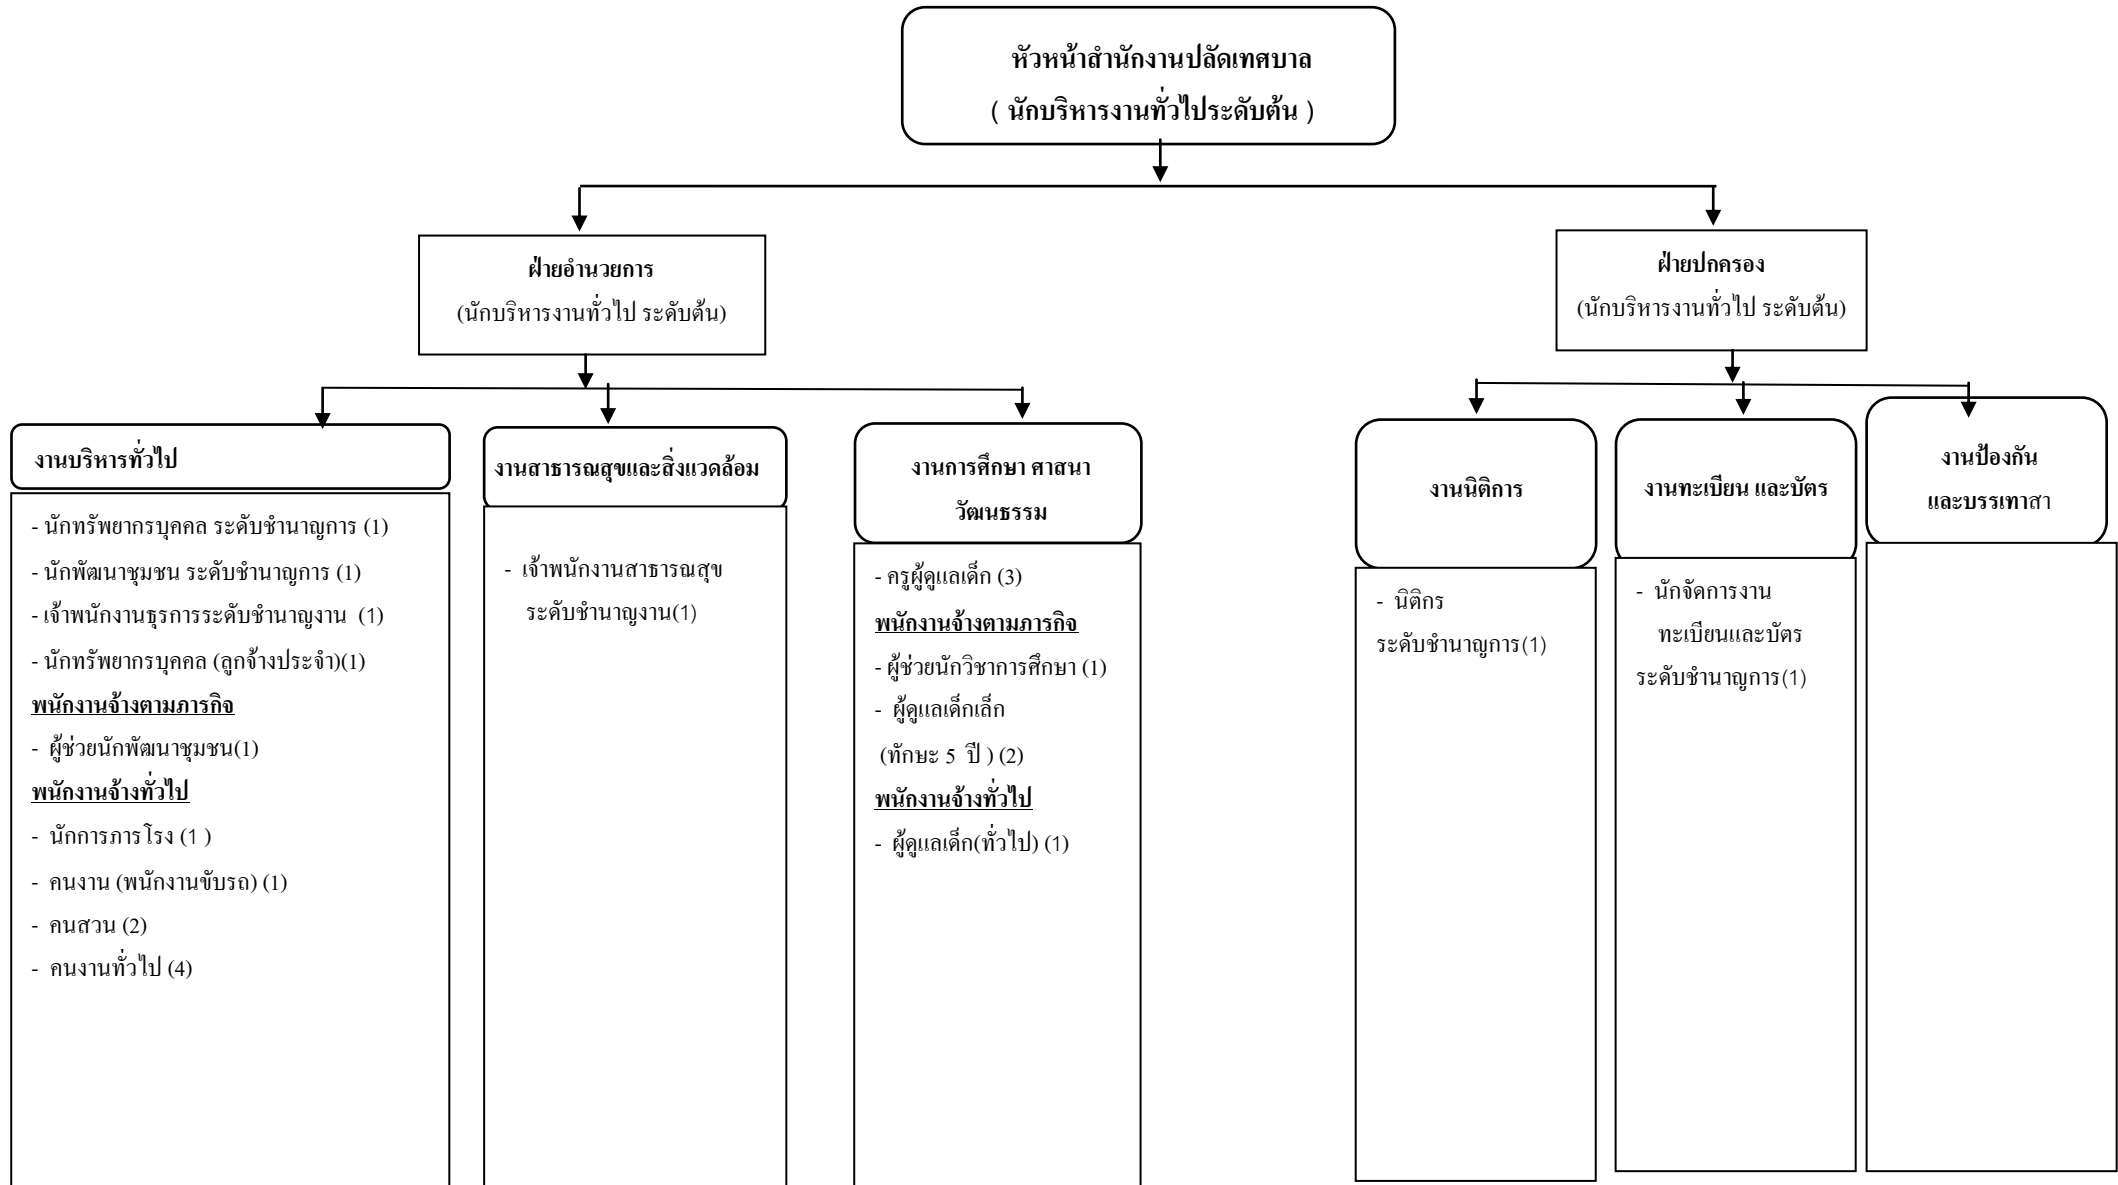 หัวหน้าสำนักงานปลัดเทศบาล
( นักบริหารงานทั่วไประดับต้น )
ฝ่ายอำนวยการ
(นักบริหารงานทั่วไป ระดับต้น)
ฝ่ายปกครอง
(นักบริหารงานทั่วไป ระดับต้น)
งานบริหารทั่วไป
- นักทรัพยากรบุคคล ระดับชำนาญการ (1)
- นักพัฒนาชุมชน ระดับชำนาญการ (1)
- เจ้าพนักงานธุรการระดับชำนาญงาน (1)
- นักทรัพยากรบุคคล (ลูกจ้างประจำ)(1)
พนักงานจ้างตามภารกิจ
- ผู้ช่วยนักพัฒนาชุมชน(1)
พนักงานจ้างทั่วไป
- นักการภารโรง (1 )
- คนงาน (พนักงานขับรถ) (1)
- คนสวน (2)
- คนงานทั่วไป (4)
งานสาธารณสุขและสิ่งแวดล้อม
- เจ้าพนักงานสาธารณสุข
ระดับชำนาญงาน(1)
งานการศึกษา ศาสนา
วัฒนธรรม
- ครูผู้ดูแลเด็ก (3)
พนักงานจ้างตามภารกิจ
- ผู้ช่วยนักวิชาการศึกษา (1)
- ผู้ดูแลเด็กเล็ก
(ทักษะ 5 ปี ) (2)
พนักงานจ้างทั่วไป
- ผู้ดูแลเด็ก(ทั่วไป) (1)
งานนิติการ
- นิติกร
ระดับชำนาญการ(1)
งานทะเบียน และบัตร
- นักจัดการงาน
ทะเบียนและบัตร
ระดับชำนาญการ(1)
งานป้องกัน
และบรรเทาสา